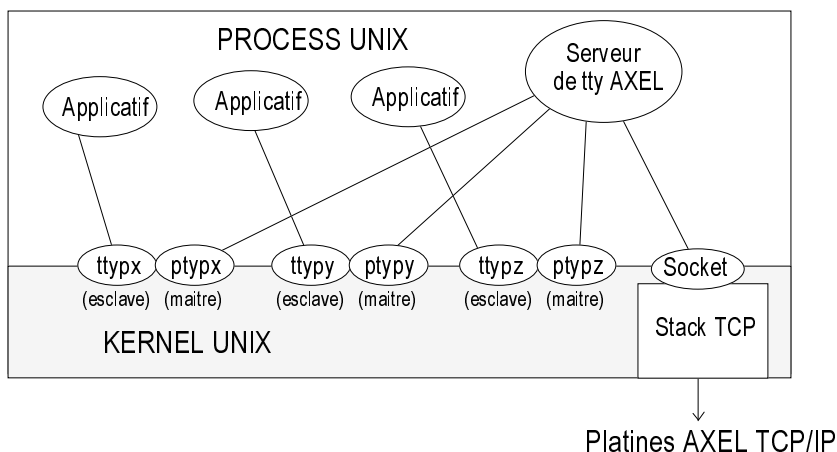 PROCESS UNIX
Serveur
de tty AXEL
Applicatif
Applicatif
Applicatif
ttypx
ptypx
ttypy
ptypy
ttypz
ptypz
Socket
(esclave)
(maitre)
(esclave)
(maitre)
(esclave)
(maitre)
Stack TCP
KERNEL UNIX
Platines AXEL TCP/IP